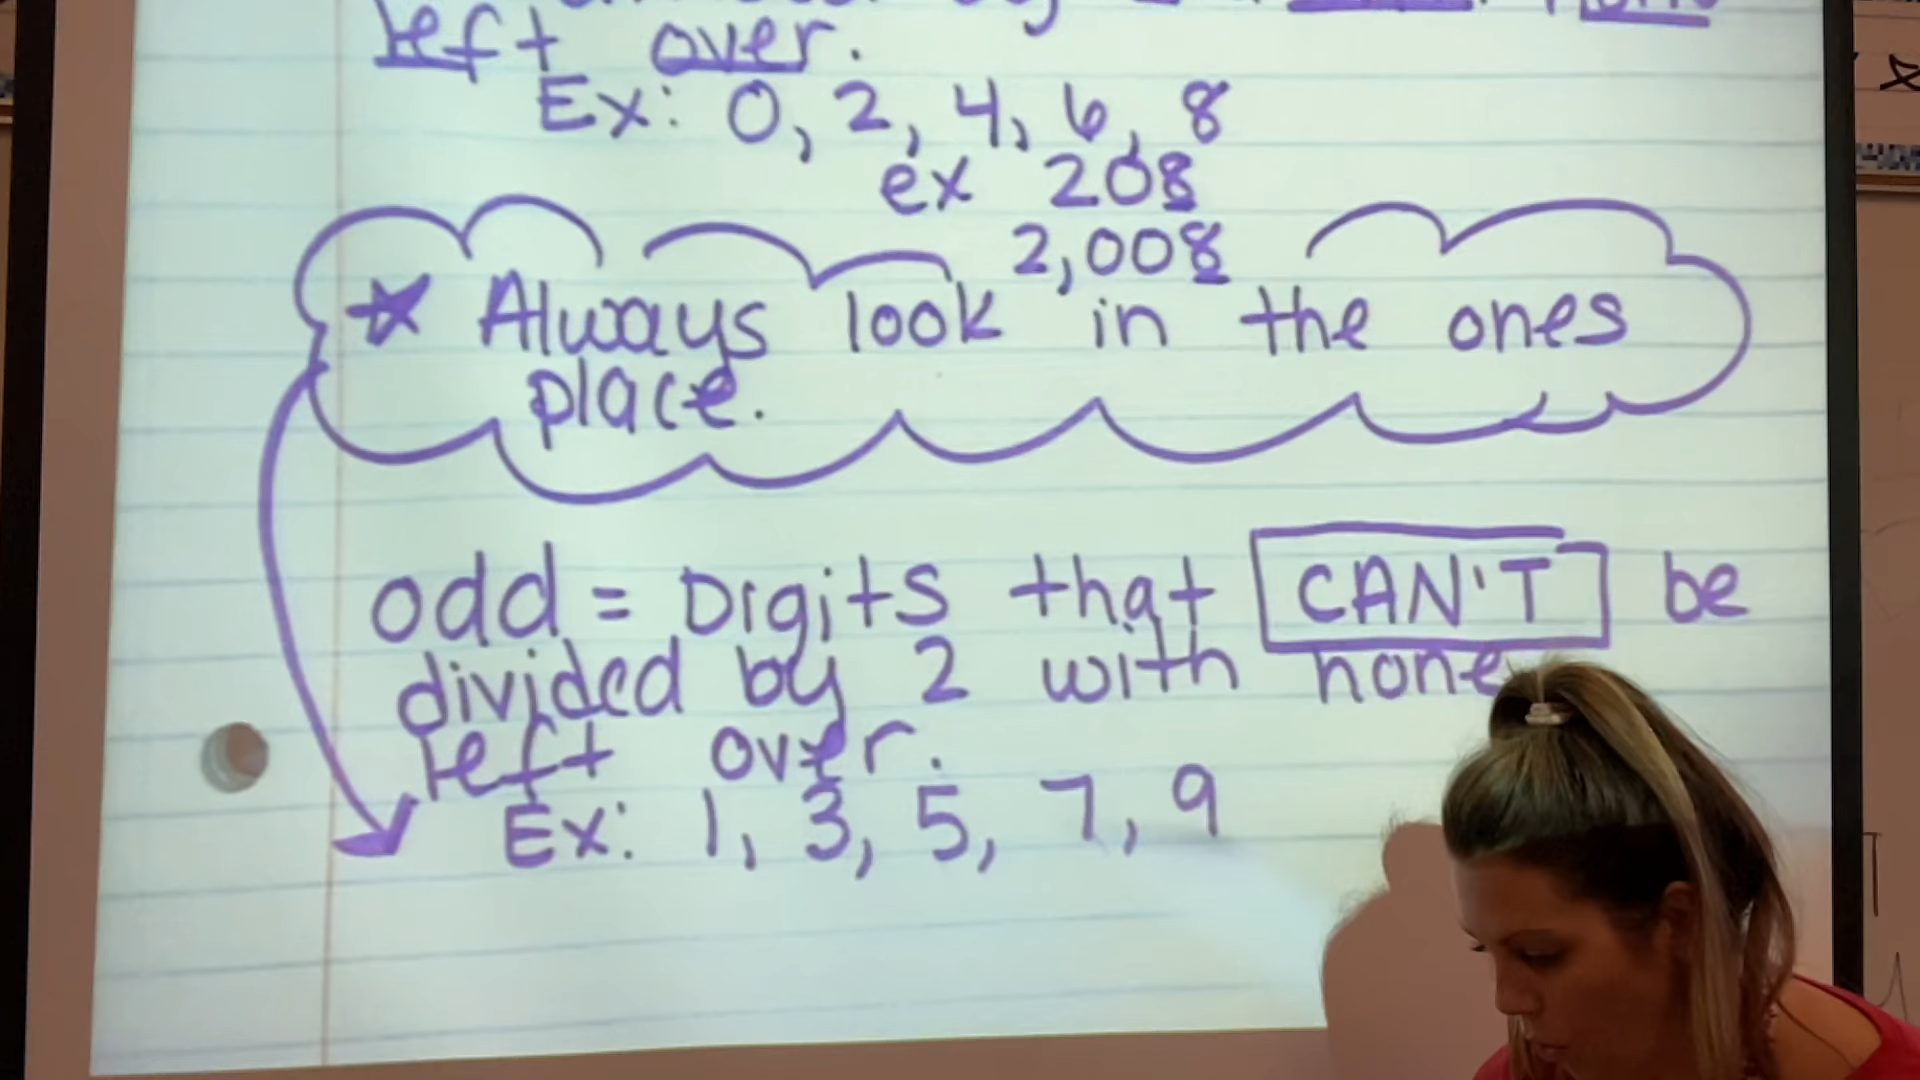 left over.
Ex: 0, 2, 4, 6, 8
ex 208
2,008
☆ Always look in the ones
place.
odd = Digits that CAN'T be
divided by 2 with none
left over.
Ex: 1, 3, 5, 7, 9